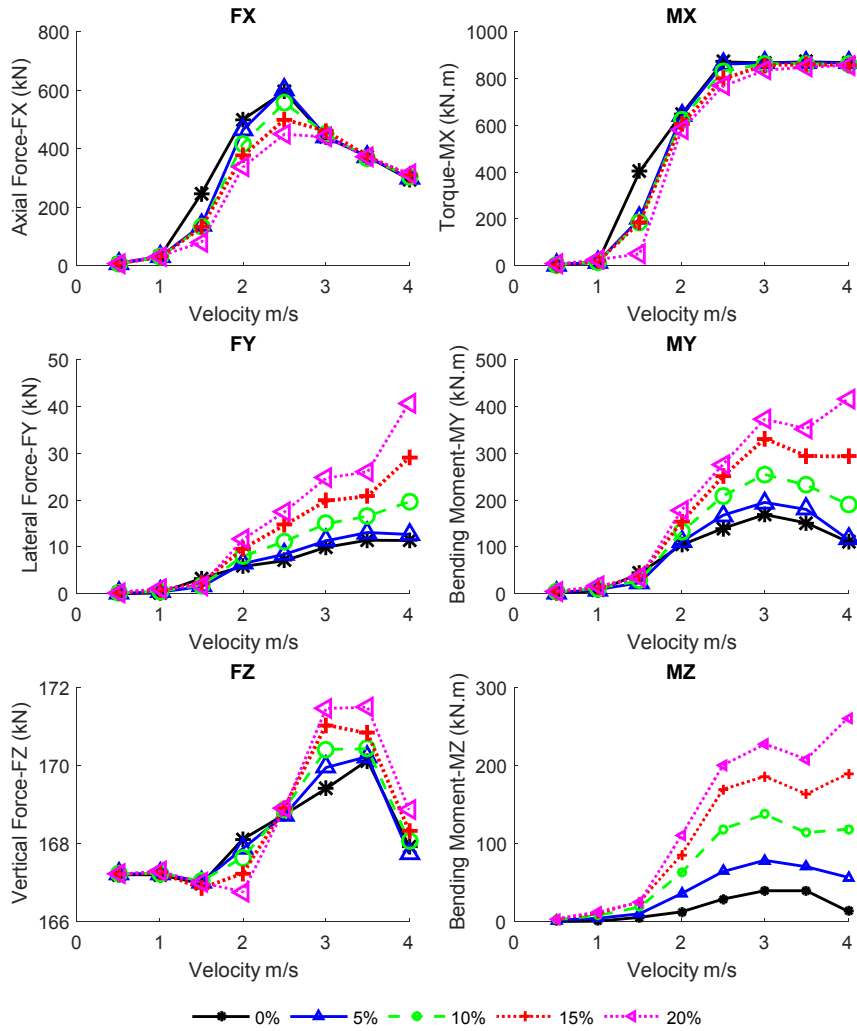 FX
MX
800
600
400
200
0
Axial Force-FX (kN)
0 1 2 3 4
Velocity m/s
1000
800
600
400
200
0
Torque-MX (kN.m)
0 1 2 3 4
Velocity m/s
FY
MY
50
40
30
20
10
0
Lateral Force-FY (kN)
0 1 2 3 4
Velocity m/s
500
400
300
200
100
0
Bending Moment-MY (kN.m)
0 1 2 3 4
Velocity m/s
FZ
MZ
172
170
168
166
Vertical Force-FZ (kN)
0 1 2 3 4
Velocity m/s
300
200
100
0
Bending Moment-MZ (kN.m)
0 1 2 3 4
Velocity m/s
0% 5% 10% 15% 20%